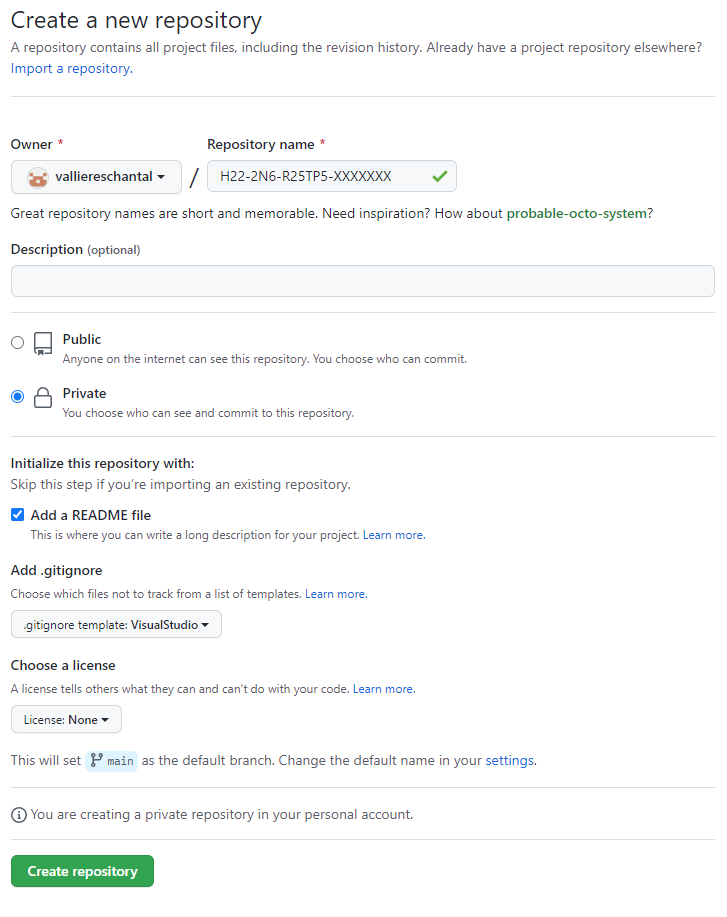 Create a new repository
A repository contains all project files, including the revision history. Already have a project repository elsewhere?
Import a repository.
Owner * Repository name *
valliereschantal / H22-2N6-R25TP5-XXXXXXX
Great repository names are short and memorable. Need inspiration? How about probable-octo-system?
Description (optional)
Public
Anyone on the internet can see this repository. You choose who can commit.
Private
You choose who can see and commit to this repository.
Initialize this repository with:
Skip this step if you're importing an existing repository.
Add a README file
This is where you can write a long description for your project. Learn more.
Add .gitignore
Choose which files not to track from a list of templates. Learn more.
.gitignore template: VisualStudio
Choose a license
A license tells others what they can and can't do with your code. Learn more.
License: None
This will set main as the default branch. Change the default name in your settings.
You are creating a private repository in your personal account.
Create repository